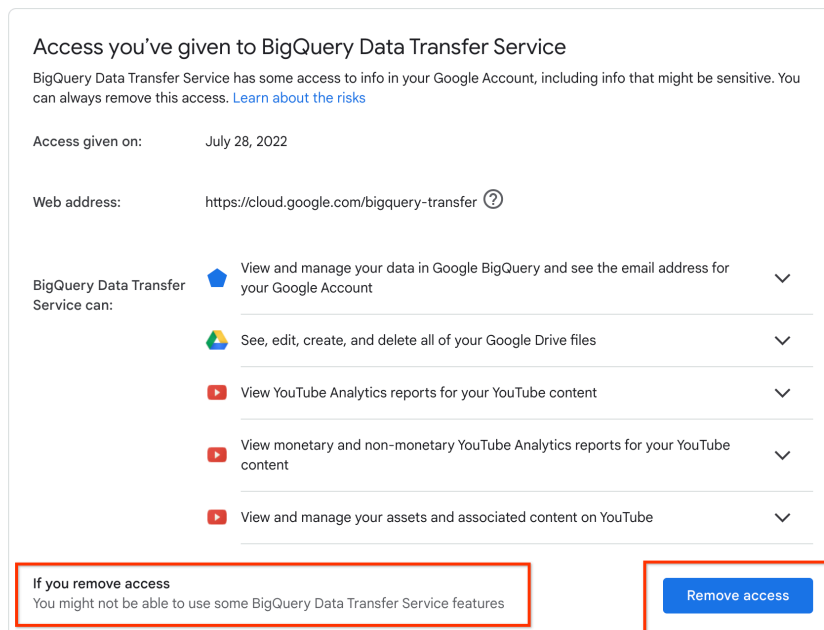 Access you’ve given to BigQuery Data Transfer Service
BigQuery Data Transfer Service has some access to info in your Google Account, including info that might be sensitive. You
can always remove this access. Learn about the risks
Access given on:
July 28, 2022
Web address:
https://cloud.google.com/bigquery-transfer
BigQuery Data Transfer
Service can:
View and manage your data in Google BigQuery and see the email address for
your Google Account
See, edit, create, and delete all of your Google Drive files
View YouTube Analytics reports for your YouTube content
View monetary and non-monetary YouTube Analytics reports for your YouTube
content
View and manage your assets and associated content on YouTube
If you remove access
You might not be able to use some BigQuery Data Transfer Service features
Remove access